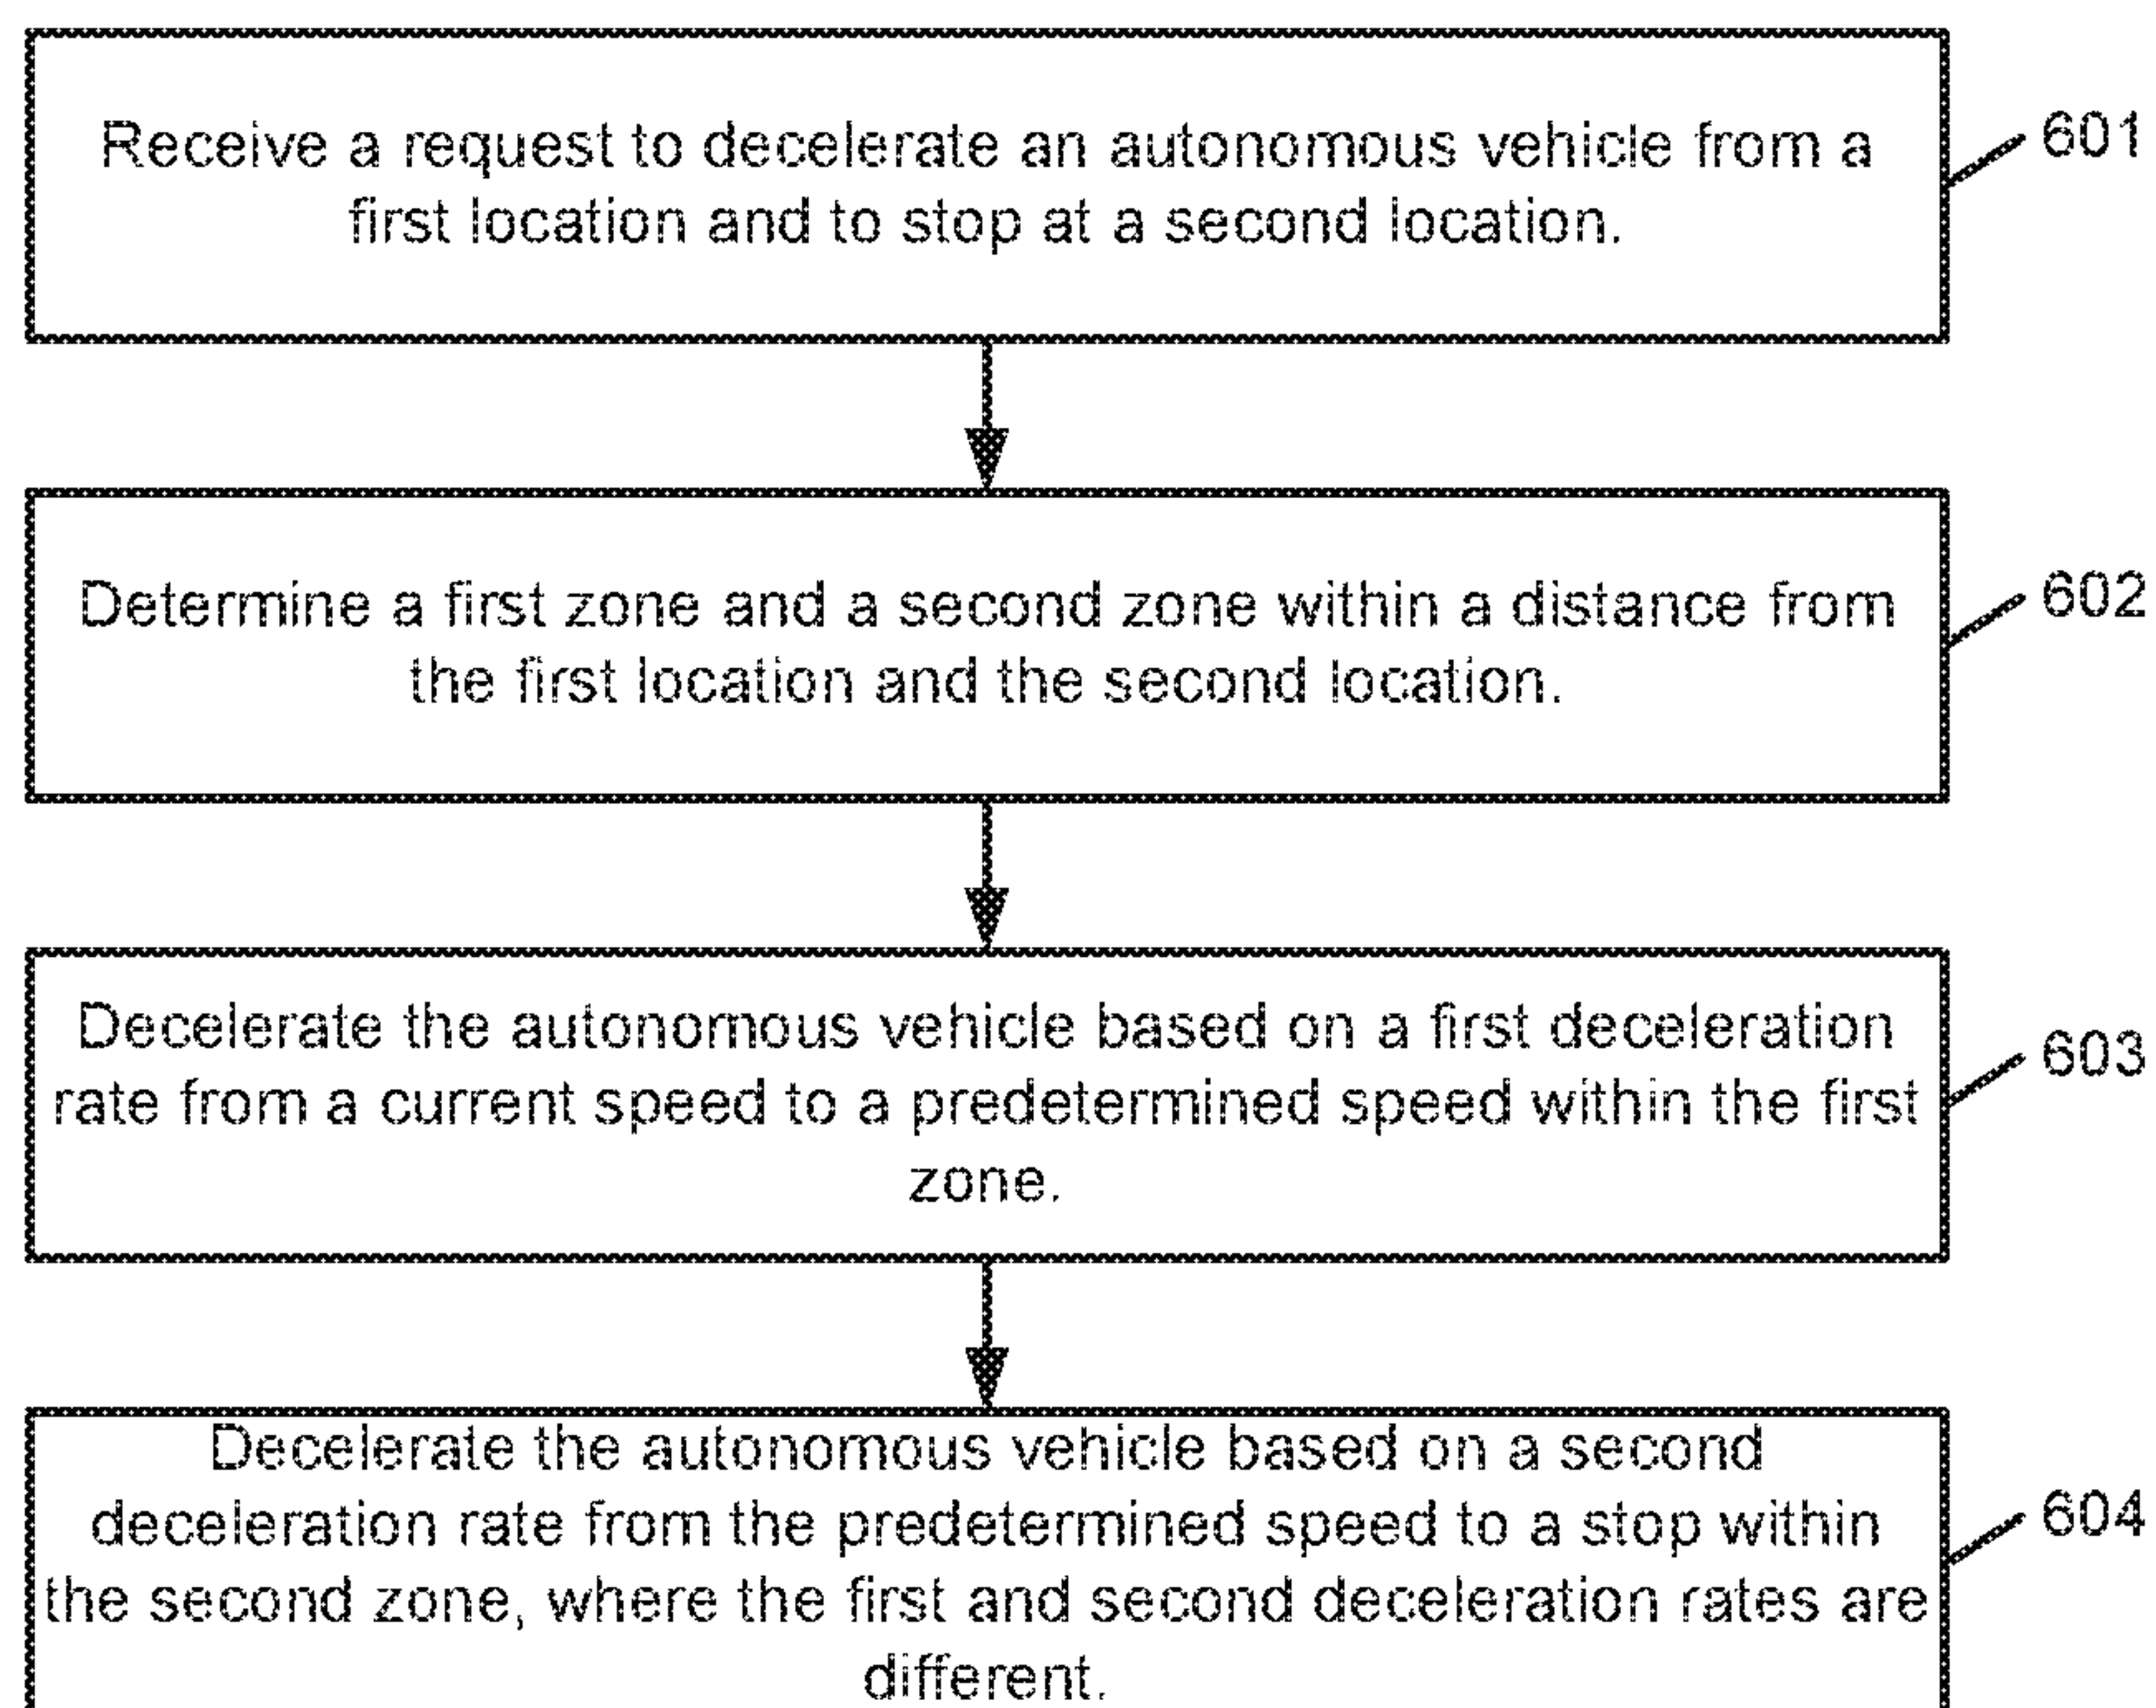 Receive a request to decelerate an autonomous vehicle from a
first location and to stop at a second location.
601
Determine a first zone and a second zone within a distance from
the first location and the second location.
602
Decelerate the autonomous vehicle based on a first deceleration
rate from a current speed to a predetermined speed within the first
zone.
603
Decelerate the autonomous vehicle based on a second
deceleration rate from the predetermined speed to a stop within
the second zone, where the first and second deceleration rates are
different.
604